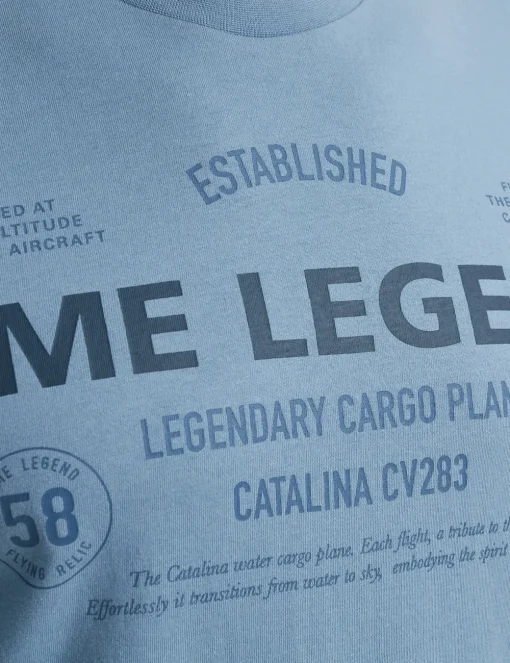 ESTABLISHED
ED AT
LTITUDE
AIRCRAFT
F
THE
C
ME LEGE
LEGENDARY CARGO PLAN
CATALINA CV283
E LEGEND
58
FLYING RELIC
The Catalina water cargo plane, Each flight, a tribute to th
Effortlessly it transitions from water to sky, embodying the spirit